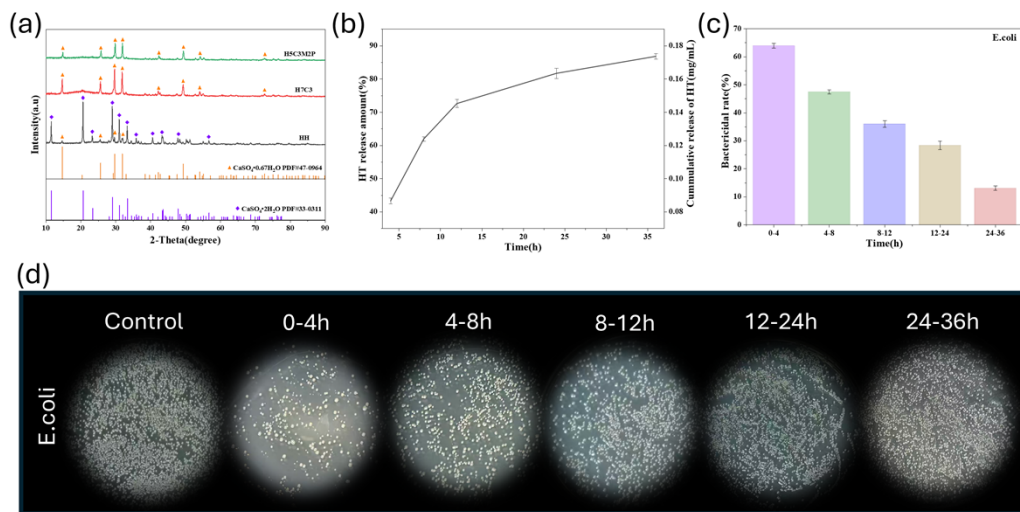 (a)
H5C3M2P
H7C3
HH
CaSO₄•0.67H₂O PDF#47-0964
CaSO₄•2H₂O PDF#33-0311
Intensity(a.u)
10 20 30 40 50 60 70 80 90
2-Theta(degree)
(b)
90
80
70
60
50
40
HT release amount(%)
0.18
0.16
0.14
0.12
0.10
0.08
Cummulative release of HT(mg/mL)
5 10 15 20 25 30 35
Time(h)
(c)
E.coli
70
60
50
40
30
20
10
0
Bactericidal rate(%)
0-4 4-8 8-12 12-24 24-36
Time(h)
(d)
Control 0-4h 4-8h 8-12h 12-24h 24-36h
E.coli